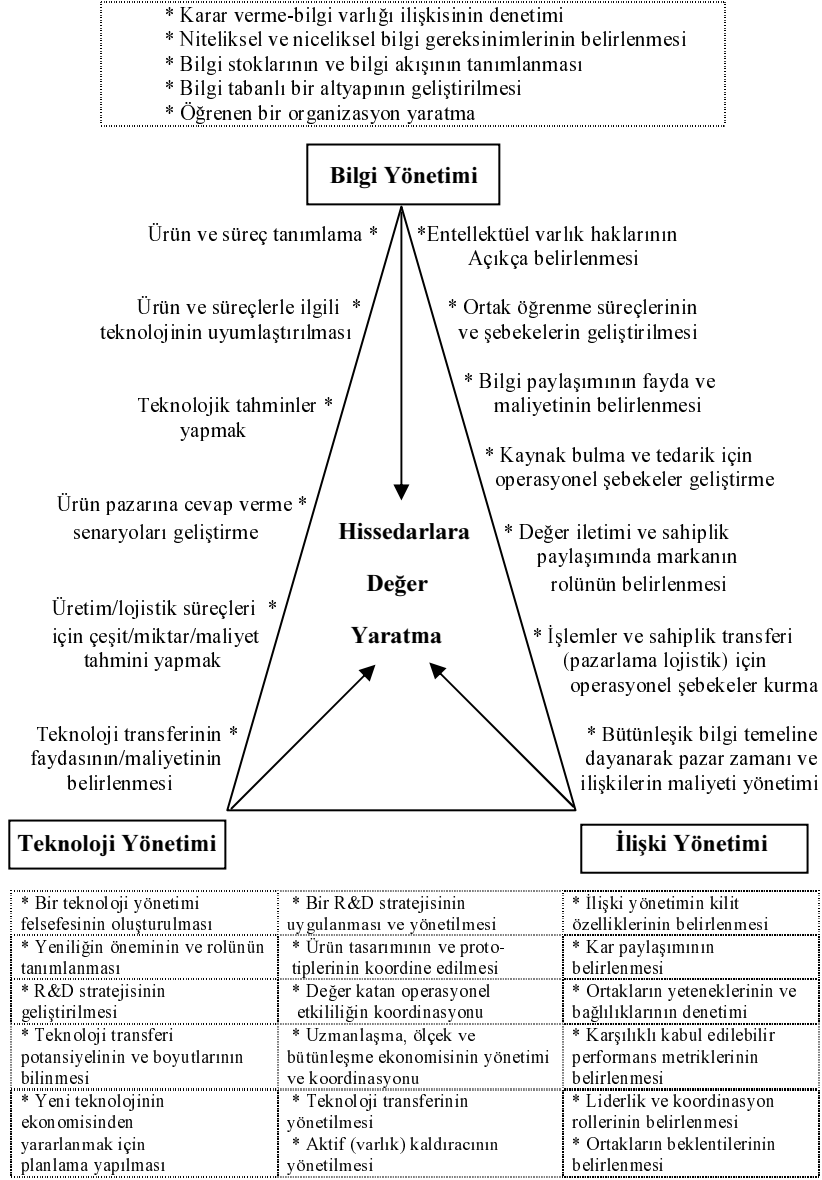 * Karar verme-bilgi varlığı ilişkisinin denetimi
* Niteliksel ve niceliksel bilgi gereksinimlerinin belirlenmesi
* Bilgi stoklarının ve bilgi akışının tanımlanması
* Bilgi tabanlı bir altyapının geliştirilmesi
* Öğrenen bir organizasyon yaratma
Bilgi Yönetimi
Ürün ve süreç tanımlama *
Ürün ve süreçlerle ilgili *
teknolojinin uyumlaştırılması
Teknolojik tahminler *
yapmak
Ürün pazarına cevap verme *
senaryoları geliştirme
Üretim/lojistik süreçleri *
için çeşit/miktar/maliyet
tahmini yapmak
Teknoloji transferinin *
faydasının/maliyetinin
belirlenmesi
*Entellektüel varlık haklarının
Açıkça belirlenmesi
* Ortak öğrenme süreçlerinin
ve şebekelerin geliştirilmesi
* Bilgi paylaşımının fayda ve
maliyetinin belirlenmesi
* Kaynak bulma ve tedarik için
operasyonel şebekeler geliştirme
* Değer iletimi ve sahiplik
paylaşımında markanın
rolünün belirlenmesi
* İşlemler ve sahiplik transferi
(pazarlama lojistik) için
operasyonel şebekeler kurma
* Bütünleşik bilgi temeline
dayanarak pazar zamanı ve
ilişkilerin maliyeti yönetimi
Hissedarlara
Değer
Yaratma
Teknoloji Yönetimi
İlişki Yönetimi
* Bir teknoloji yönetimi
felsefesinin oluşturulması
* Yeniliğin öneminin ve rolünün
tanımlanması
* R&D stratejisinin
geliştirilmesi
* Teknoloji transferi
potansiyelinin ve boyutlarının
bilinmesi
* Yeni teknolojinin
ekonomisinden
yararlanmak için
planlama yapılması
* Bir R&D stratejisinin
uygulanması ve yönetilmesi
* Ürün tasarımının ve proto-
tiplerinin koordine edilmesi
* Değer katan operasyonel
etkililiğin koordinasyonu
* Uzmanlaşma, ölçek ve
bütünleşme ekonomisinin yönetimi
ve koordinasyonu
* Teknoloji transferinin
yönetilmesi
* Aktif (varlık) kaldıracının
yönetilmesi
* İlişki yönetimin kilit
özelliklerinin belirlenmesi
* Kar paylaşımının
belirlenmesi
* Ortakların yeteneklerinin ve
bağlılıklarının denetimi
* Karşılıklı kabul edilebilir
performans metriklerinin
belirlenmesi
* Liderlik ve koordinasyon
rollerinin belirlenmesi
* Ortakların beklentilerinin
belirlenmesi